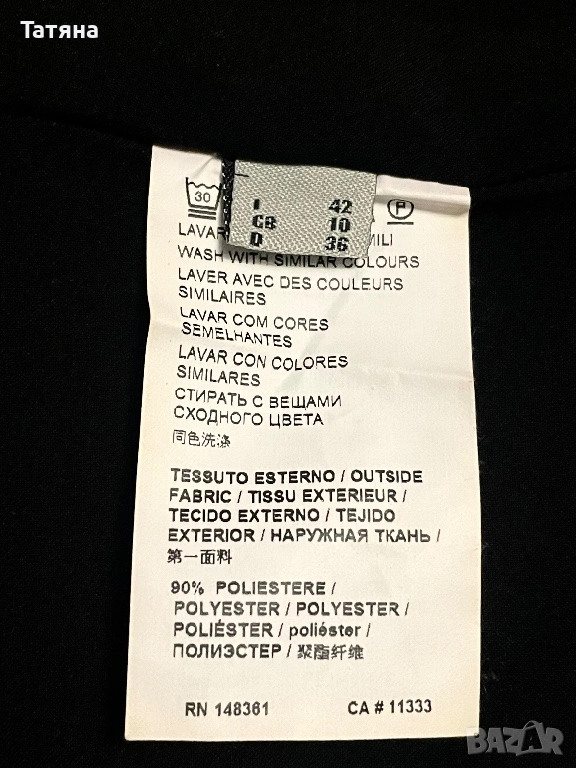 Татяна
30
P
I 42
GB 10
D 36
LAVAR MILI
WASH WITH SIMILAR COLOURS
LAVER AVEC DES COULEURS
SIMILAIRES
LAVAR COM CORES
SEMELHANTES
LAVAR CON COLORES
SIMILARES
СТИРАТЬ С ВЕЩАМИ
СХОДНОГО ЦВЕТА
同色洗涤
TESSUTO ESTERNO / OUTSIDE
FABRIC / TISSU EXTERIEUR /
TECIDO EXTERNO / TEJIDO
EXTERIOR / НАРУЖНАЯ ТКАНЬ /
第一面料
90% POLIESTERE /
POLYESTER / POLYESTER /
POLIÉSTER / poliéster /
ПОЛИЭСТЕР / 聚酯纤维
RN 148361 CA # 11333
BAZAR